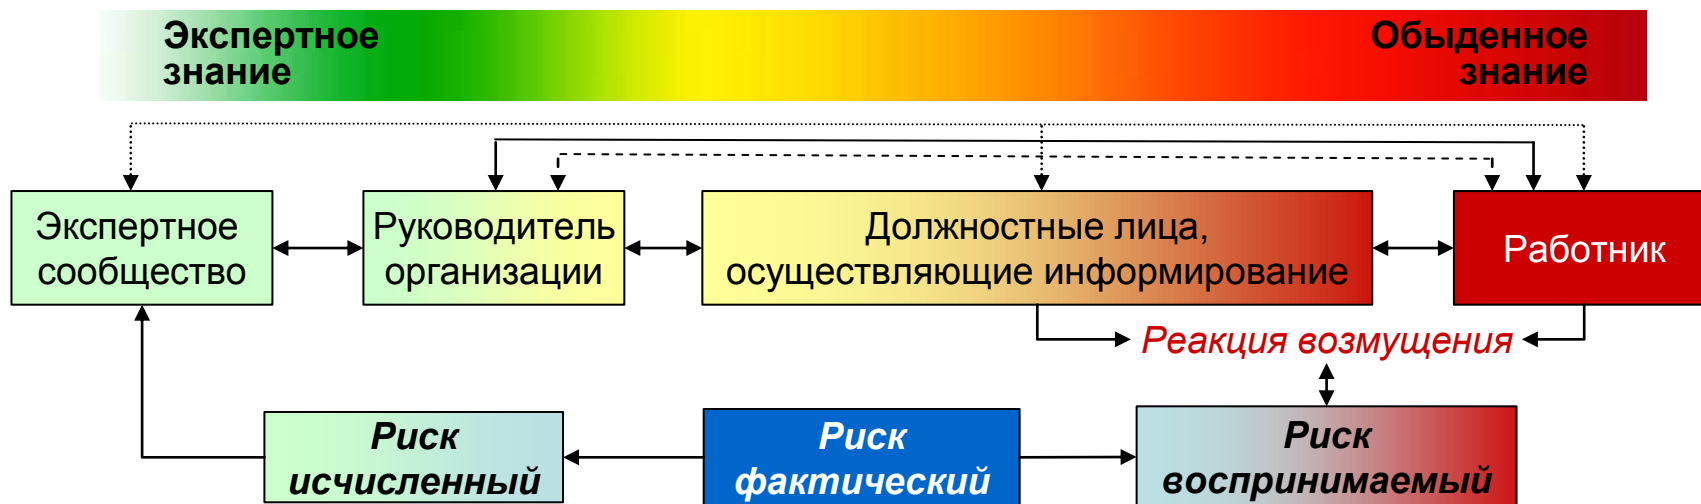 Экспертное
знание
Обыденное
знание
Экспертное
сообщество
Руководитель
организации
Должностные лица,
осуществляющие информирование
Работник
Реакция возмущения
Риск
исчисленный
Риск
фактический
Риск
воспринимаемый